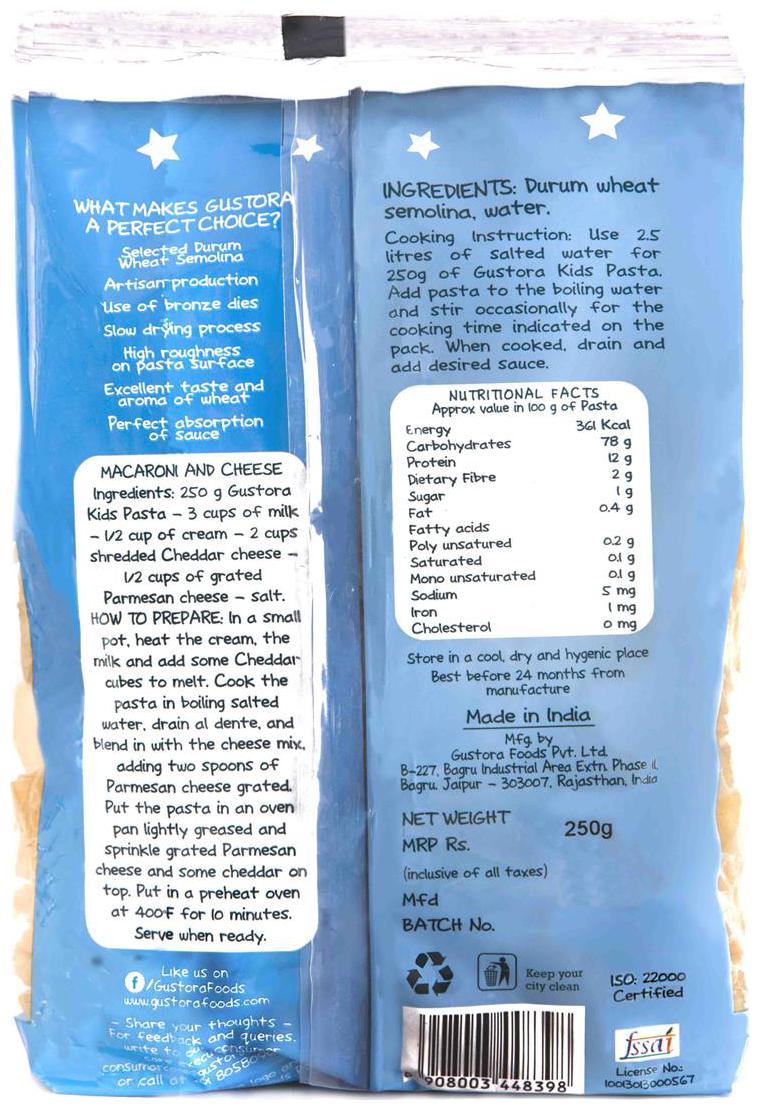 WHAT MAKES GUSTORA
A PERFECT CHOICE?
Selected Durum
Wheat Semolina
Artisan production
Use of bronze dies
Slow drying process
High roughness
on pasta surface
Excellent taste and
aroma of wheat
Perfect absorption
of sauce
MACARONI AND CHEESE
Ingredients: 250 g Gustora
Kids Pasta – 3 cups of milk
– 1/2 cup of cream – 2 cups
shredded Cheddar cheese –
1/2 cups of grated
Parmesan cheese – salt.
HOW TO PREPARE: In a small
pot, heat the cream, the
milk and add some Cheddar
cubes to melt. Cook the
pasta in boiling salted
water, drain al dente, and
blend in with the cheese mix,
adding two spoons of
Parmesan cheese grated.
Put the pasta in an oven
pan lightly greased and
sprinkle grated Parmesan
cheese and some cheddar on
top. Put in a preheat oven
at 400°F for 10 minutes.
Serve when ready.
Like us on
f/GustoraFoods
www.gustorafoods.com
– Share your thoughts –
For feedback and queries.
write to
or call at
INGREDIENTS: Durum wheat
semolina, water.
Cooking Instruction: Use 2.5
litres of salted water for
250g of Gustora Kids Pasta.
Add pasta to the boiling water
and stir occasionally for the
cooking time indicated on the
pack. When cooked, drain and
add desired sauce.
NUTRITIONAL FACTS
Approx value in 100 g of Pasta
Energy 361 Kcal
Carbohydrates 78 g
Protein 12 g
Dietary Fibre 2 g
Sugar 1 g
Fat 0.4 g
Fatty acids
Poly unsatured 0.2 g
Saturated 0.1 g
Mono unsaturated 0.1 g
Sodium 5 mg
Iron 1 mg
Cholesterol 0 mg
Store in a cool, dry and hygenic place
Best before 24 months from
manufacture
Made in India
Mfg. by
Gustora Foods Pvt. Ltd.
B-227, Bagru Industrial Area Extn. Phase II,
Bagru, Jaipur – 303007, Rajasthan, India
NET WEIGHT 250g
MRP Rs.
(inclusive of all taxes)
Mfd
BATCH No.
Keep your
city clean
ISO: 22000
Certified
908003 448398
fssai
License No.:
10013013000567